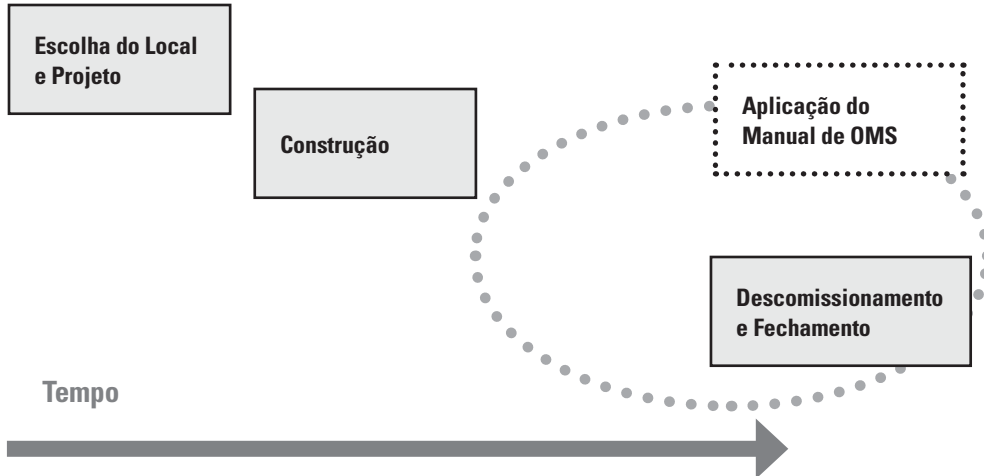 Escolha do Local
e Projeto
Construção
Aplicação do
Manual de OMS
Descomissionamento
e Fechamento
Tempo